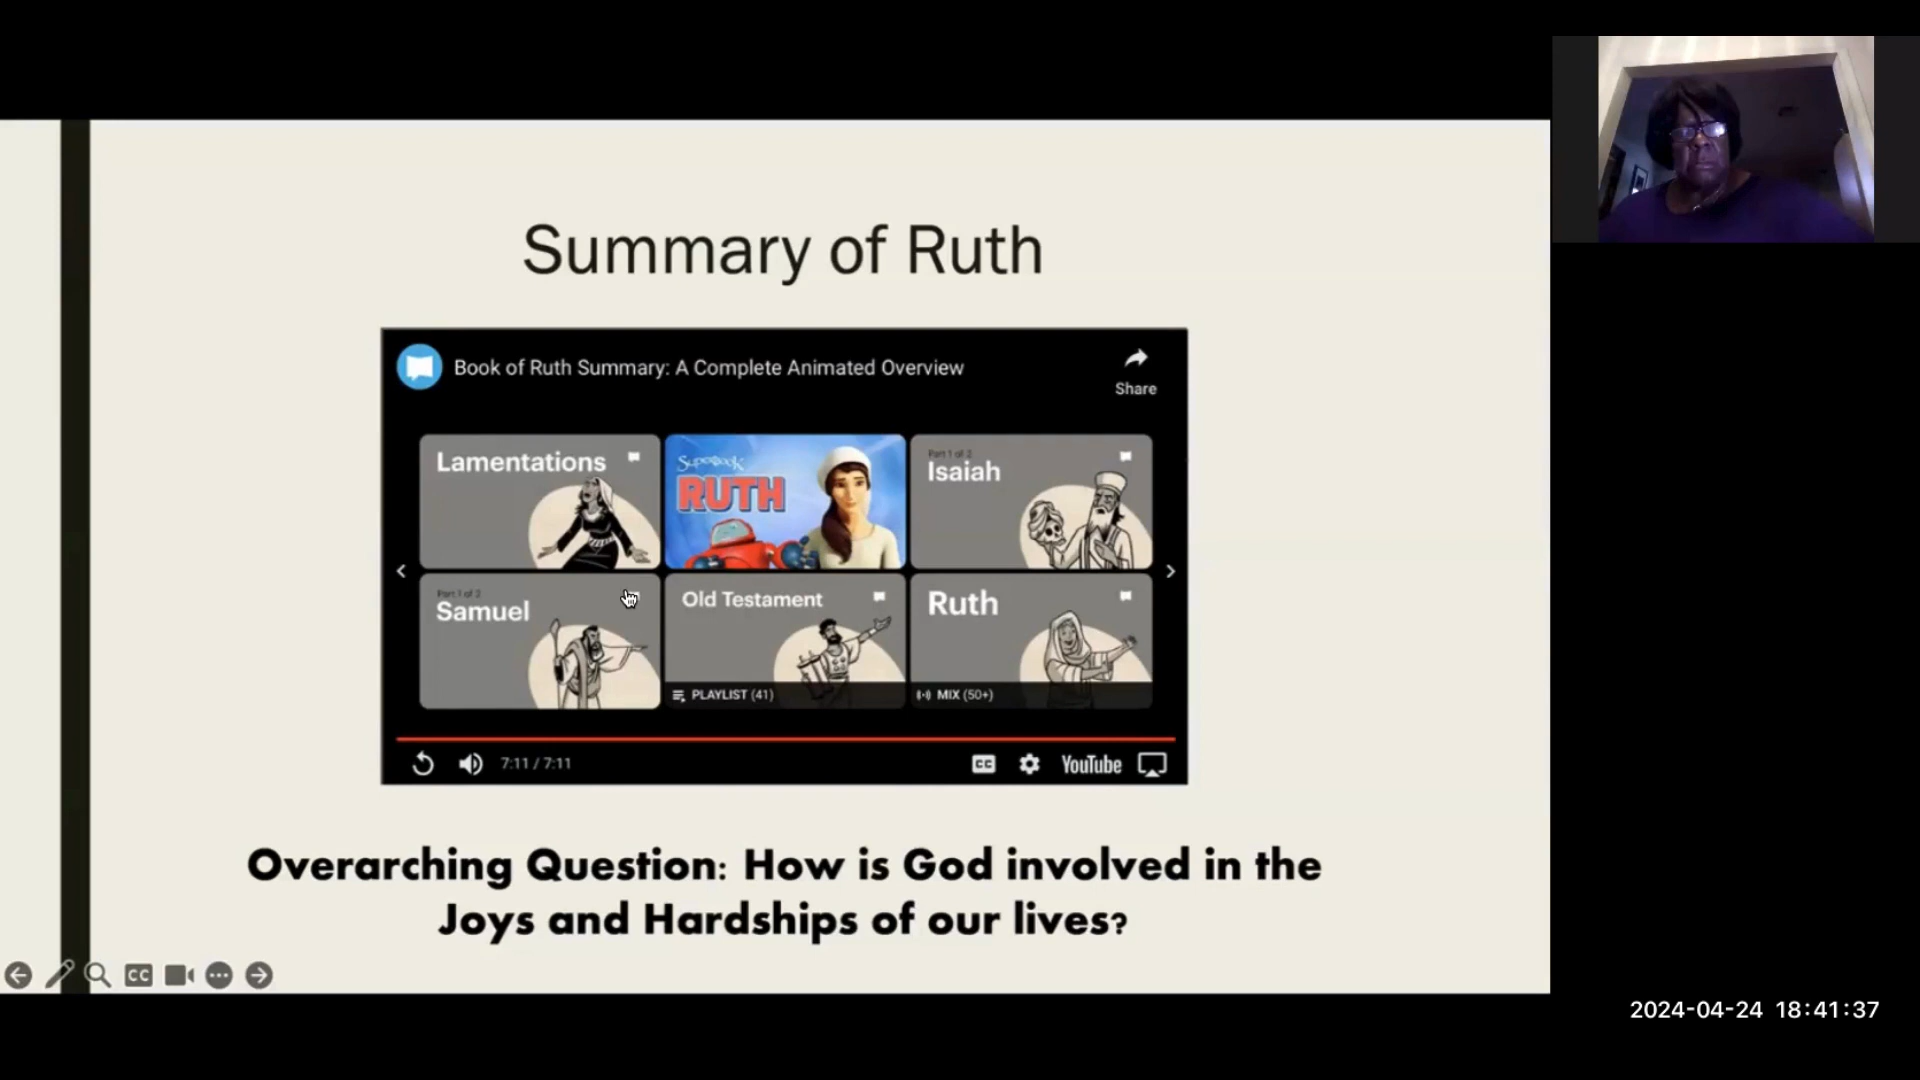 Summary of Ruth
Book of Ruth Summary: A Complete Animated Overview
Share
Lamentations
SUPERBOOK
RUTH
Part 1 of 2
Isaiah
Part 1 of 2
Samuel
Old Testament
PLAYLIST (41)
Ruth
MIX (50+)
7:11 / 7:11
CC
YouTube
Overarching Question: How is God involved in the
Joys and Hardships of our lives?
CC
2024-04-24 18:41:37